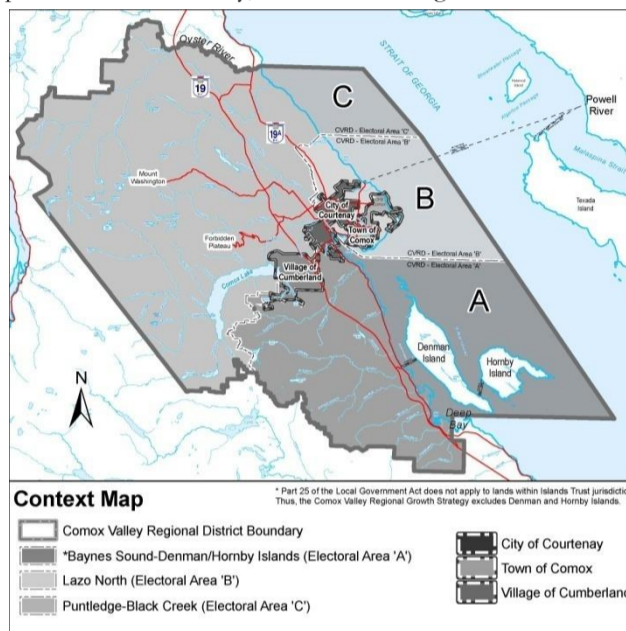 Oyster River
19
19A
C
STRAIT OF GEORGIA
Powell
River
CVRD - Electoral Area 'C'
CVRD - Electoral Area 'B'
Malaspina Strait
Texada
Island
Mount
Washington
B
City of
Courtenay
Town of
Comox
Forbidden
Plateau
CVRD - Electoral Area 'B'
CVRD - Electoral Area 'A'
Village of
Cumberland
Comox Lake
A
Denman
Island
Hornby
Island
N
Deep
Bay
Context Map
* Part 25 of the Local Government Act does not apply to lands within Islands Trust jurisdictio
Thus, the Comox Valley Regional Growth Strategy excludes Denman and Hornby Islands.
Comox Valley Regional District Boundary
*Baynes Sound-Denman/Hornby Islands (Electoral Area 'A')
Lazo North (Electoral Area 'B')
Puntledge-Black Creek (Electoral Area 'C')
City of Courtenay
Town of Comox
Village of Cumberland